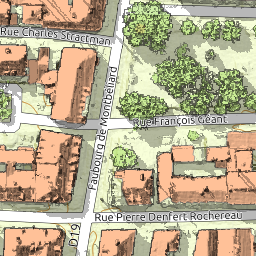 Rue Charles Stractman
Faubourg de Montbéliard
Rue François Géant
Rue Pierre Denfert Rochereau
D19